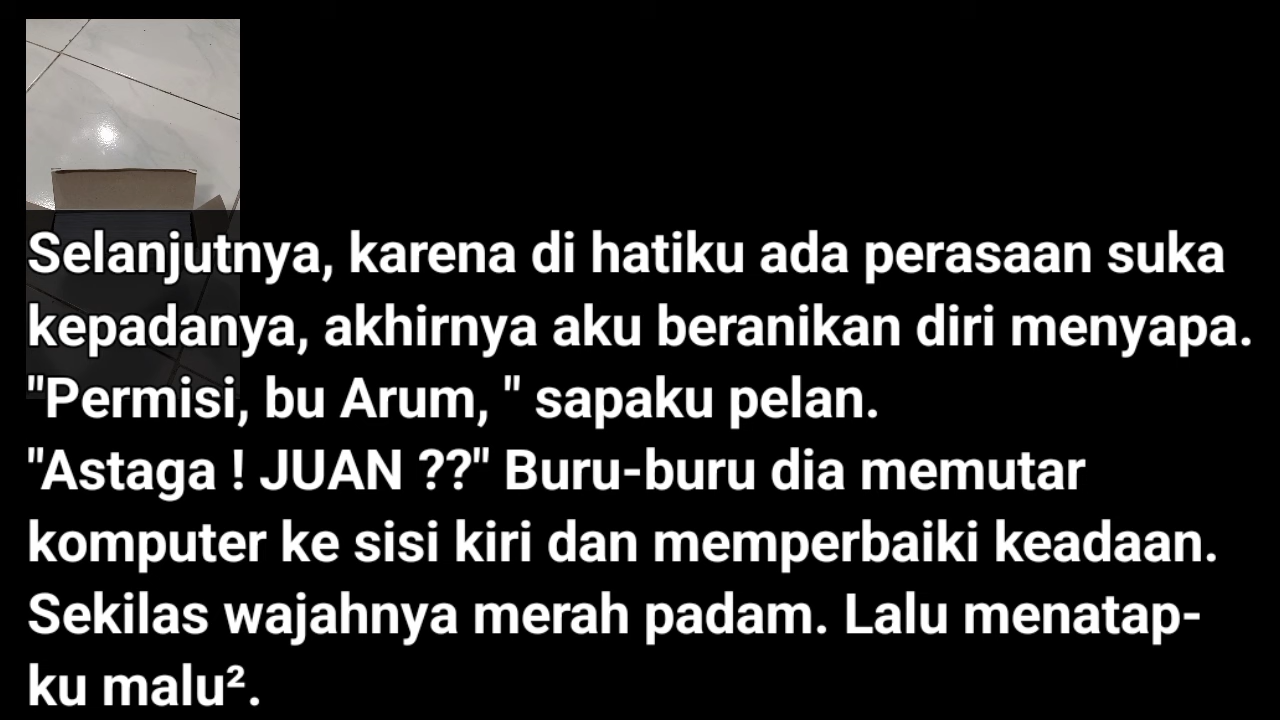 Selanjutnya, karena di hatiku ada perasaan suka
kepadanya, akhirnya aku beranikan diri menyapa.
"Permisi, bu Arum, " sapaku pelan.
"Astaga ! JUAN ??" Buru-buru dia memutar
komputer ke sisi kiri dan memperbaiki keadaan.
Sekilas wajahnya merah padam. Lalu menatap-
ku malu².